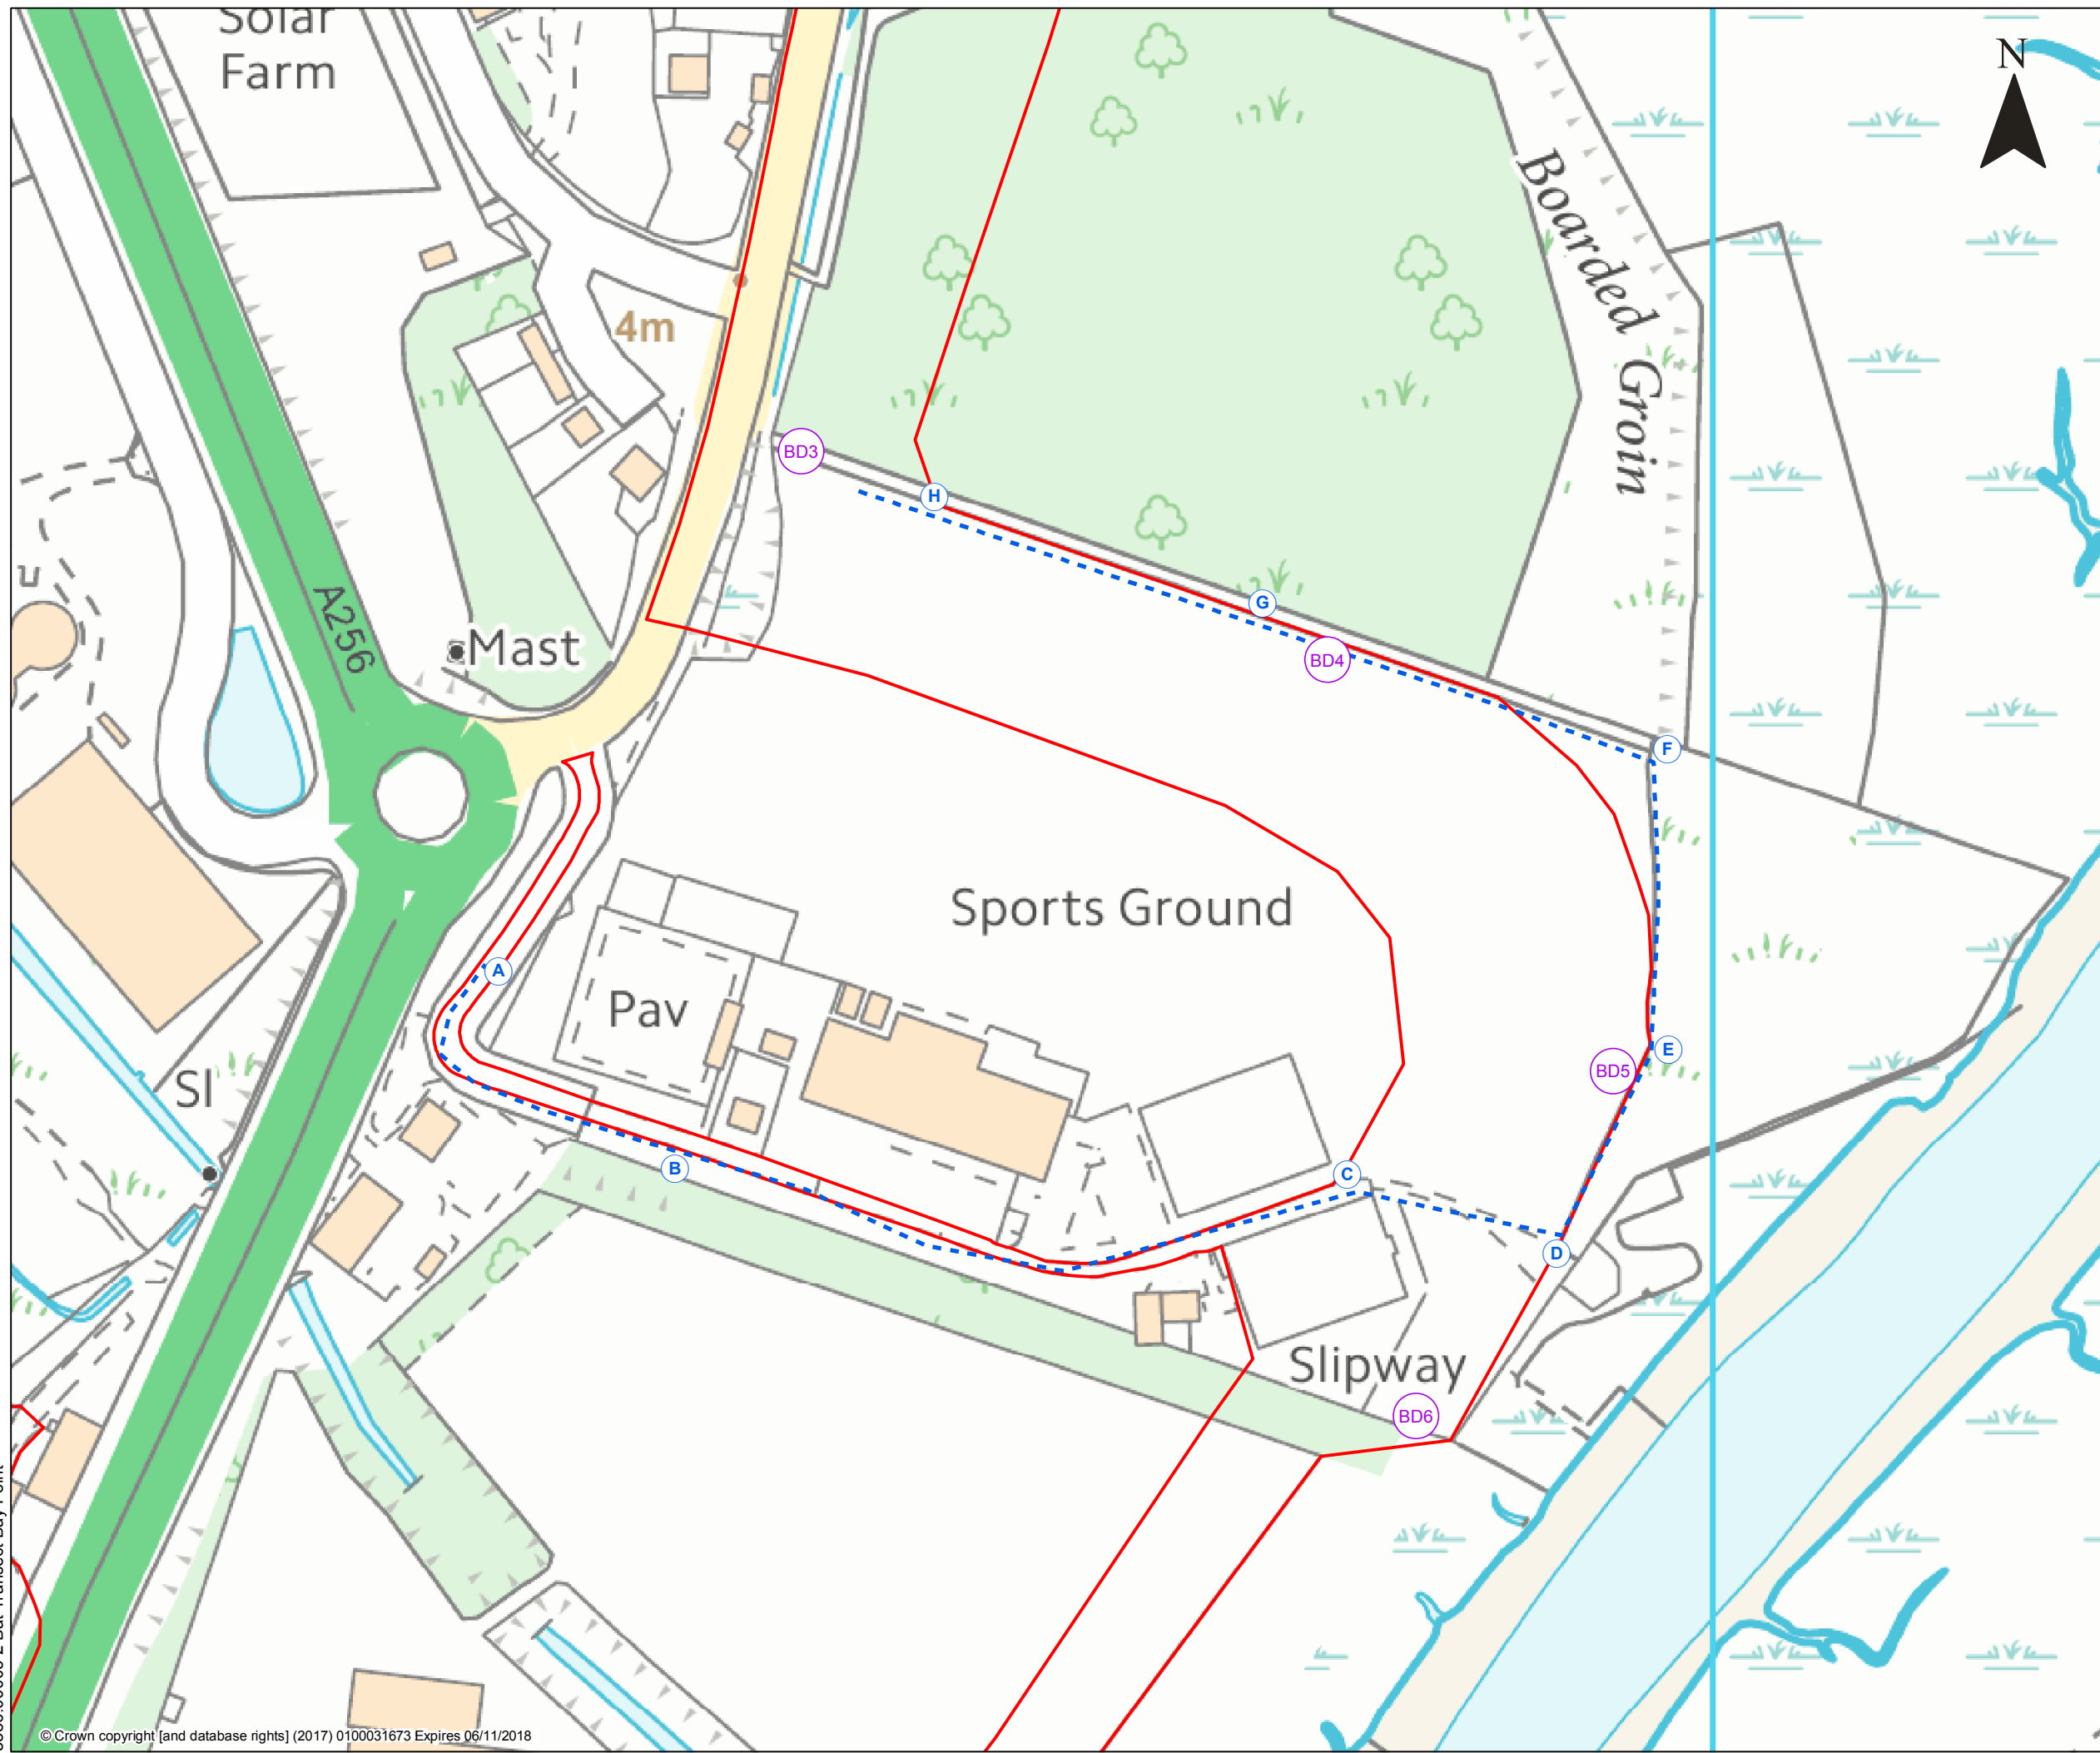 Solar
Farm
N
Boarded Groin
4m
BD3
H
A256
Mast
G
BD4
F
Sports Ground
A
Pav
E
BD5
Sl
B
C
D
Slipway
BD6
© Crown copyright [and database rights] (2017) 0100031673 Expires 06/11/2018